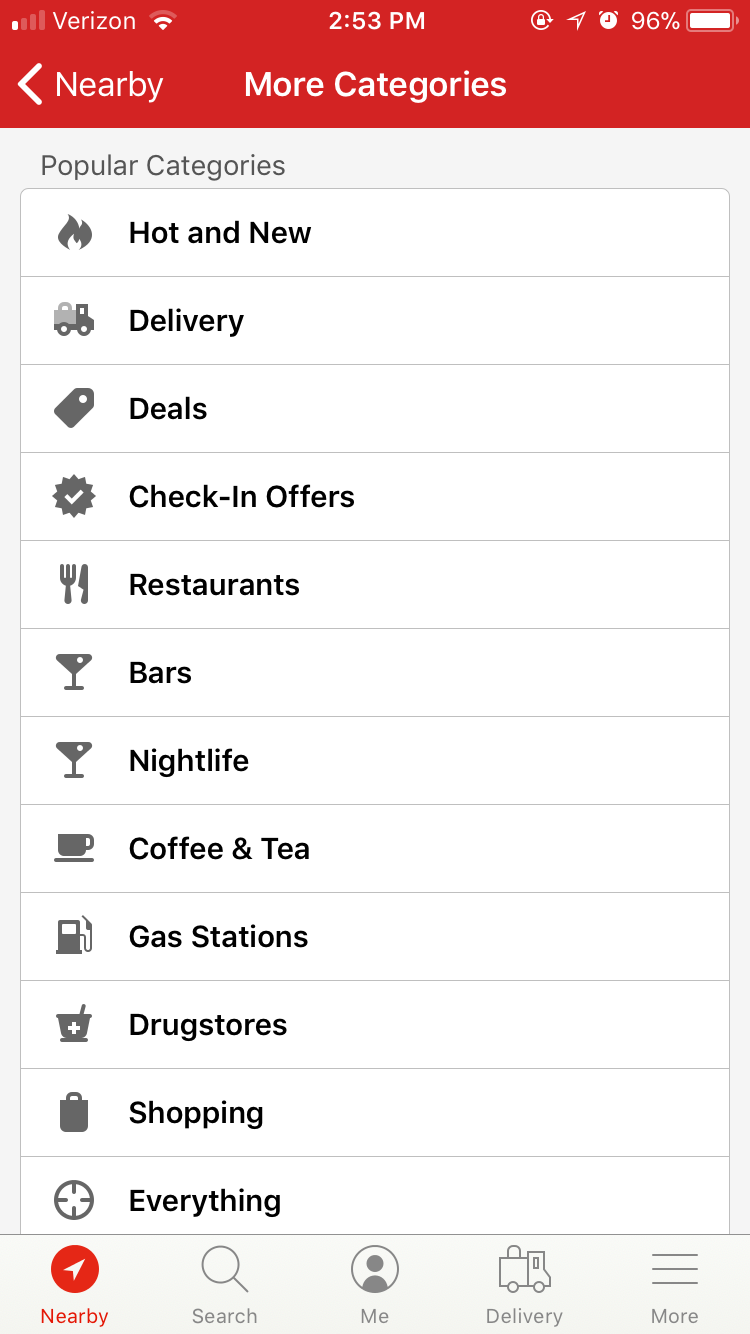 Verizon 2:53 PM 96%
Nearby More Categories
Popular Categories
Hot and New
Delivery
Deals
Check-In Offers
Restaurants
Bars
Nightlife
Coffee & Tea
Gas Stations
Drugstores
Shopping
Everything
Nearby Search Me Delivery More